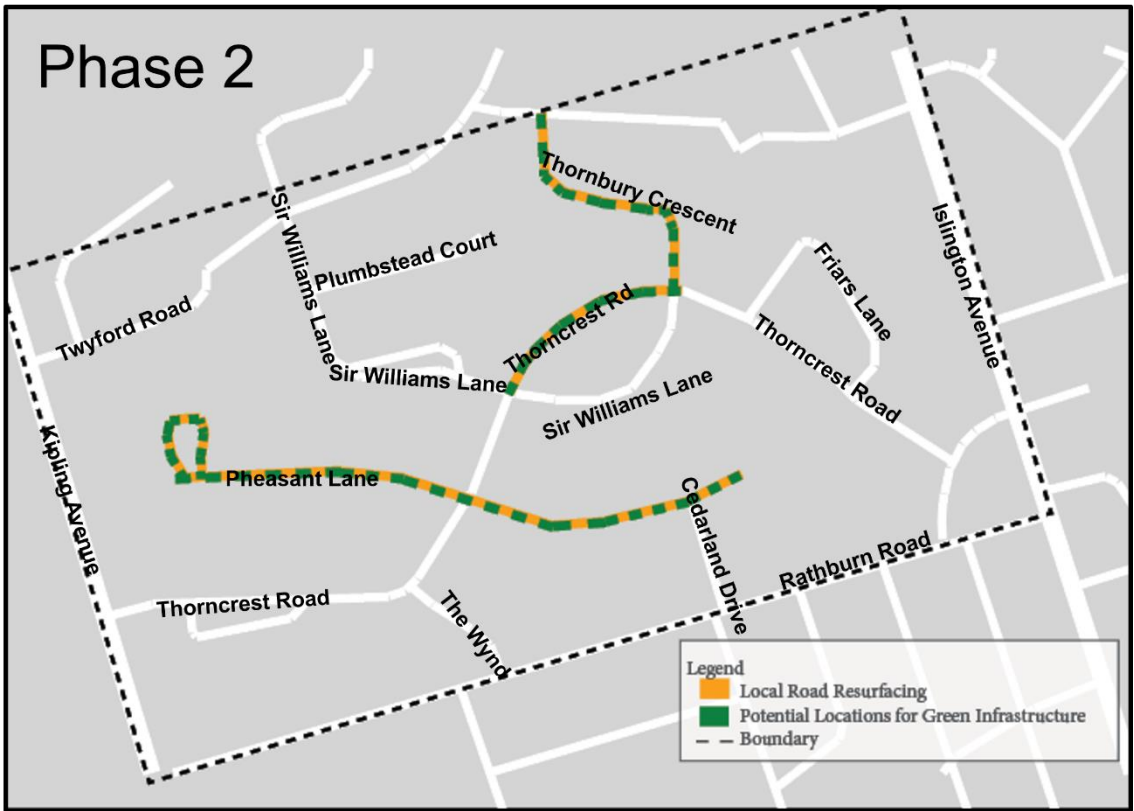 Phase 2
Thornbury Crescent
Sir Williams Lane
Plumbstead Court
Islington Avenue
Friars Lane
Twyford Road
Thorncrest Rd
Thorncrest Road
Sir Williams Lane
Sir Williams Lane
Kipling Avenue
Pheasant Lane
Cedarland Drive
Rathburn Road
Thorncrest Road
The Wynd
Legend
Local Road Resurfacing
Potential Locations for Green Infrastructure
Boundary